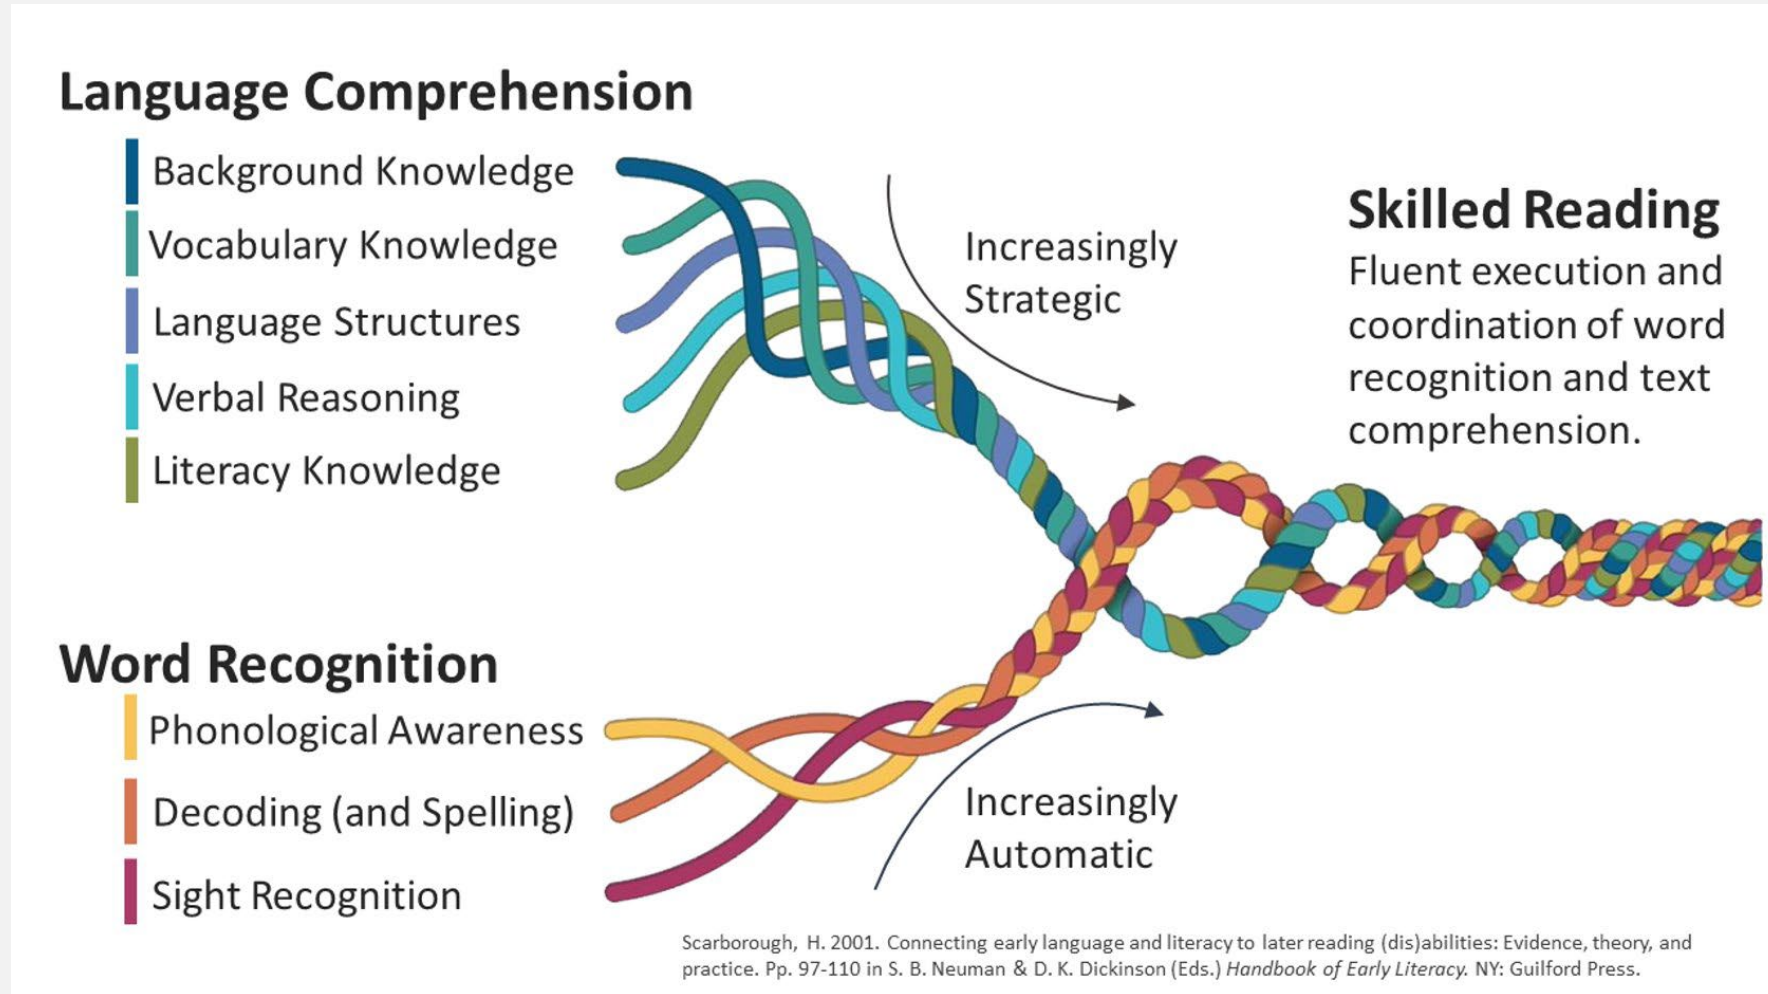 Language Comprehension
Background Knowledge
Vocabulary Knowledge
Language Structures
Verbal Reasoning
Literacy Knowledge
Increasingly
Strategic
Skilled Reading
Fluent execution and
coordination of word
recognition and text
comprehension.
Word Recognition
Phonological Awareness
Decoding (and Spelling)
Sight Recognition
Increasingly
Automatic
Scarborough, H. 2001. Connecting early language and literacy to later reading (dis)abilities: Evidence, theory, and
practice. Pp. 97-110 in S. B. Neuman & D. K. Dickinson (Eds.) Handbook of Early Literacy. NY: Guilford Press.